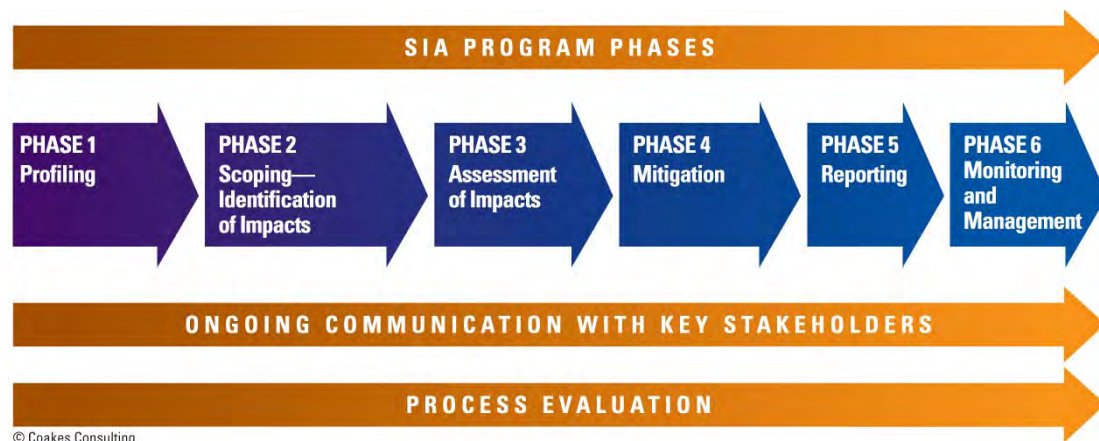 SIA PROGRAM PHASES
PHASE 1
Profiling
PHASE 2
Scoping—
Identification
of Impacts
PHASE 3
Assessment
of Impacts
PHASE 4
Mitigation
PHASE 5
Reporting
PHASE 6
Monitoring
and
Management
ONGOING COMMUNICATION WITH KEY STAKEHOLDERS
PROCESS EVALUATION
© Coakes Consulting